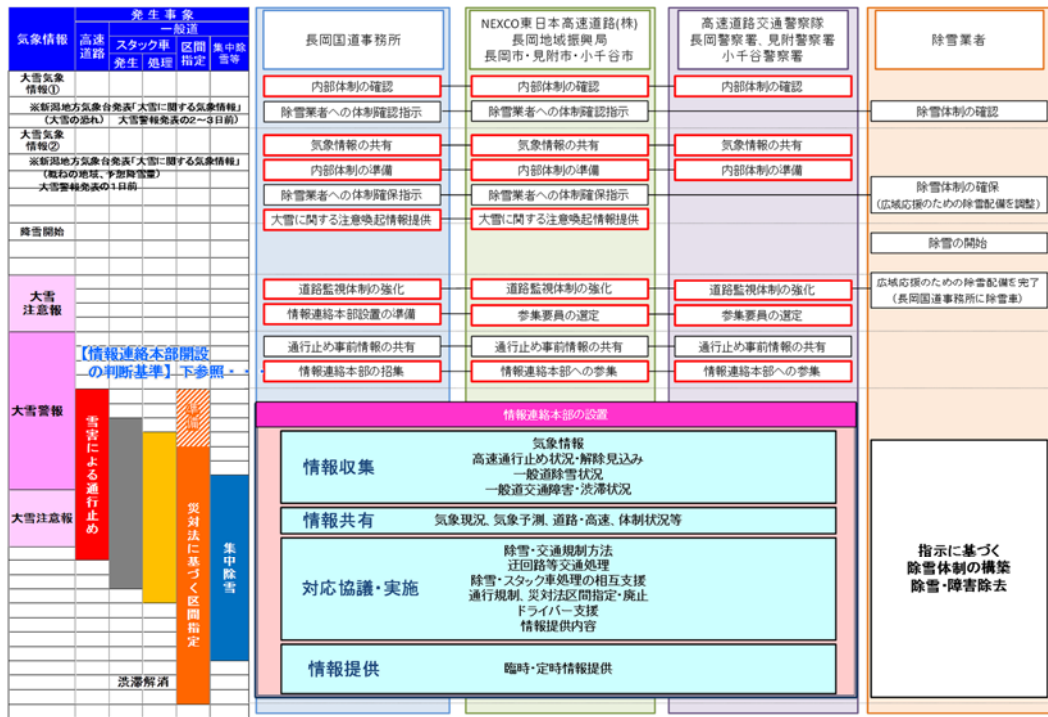 気象情報
発生事象
高速
道路
一般道
スタック車
発生
処理
区間
指定
集中除
雪等
長岡国道事務所
NEXCO東日本高速道路(株)
長岡地域振興局
長岡市・見附市・小千谷市
高速道路交通警察隊
長岡警察署、見附警察署
小千谷警察署
除雪業者
大雪気象
情報①
※新潟地方気象台発表「大雪に関する気象情報」
(大雪の恐れ) 大雪警報発表の2～3日前)
大雪気象
情報②
※新潟地方気象台発表「大雪に関する気象情報」
(概ねの地域、予想降雪量)
大雪警報発表の1日前
降雪開始
大雪
注意報
【情報連絡本部開設
の判断基準】下参照・・・
大雪警報
大雪注意報
雪害による通行止め
準備
災対法に基づく区間指定
集中除雪
渋滞解消
内部体制の確認
内部体制の確認
内部体制の確認
除雪業者への体制確認指示
除雪業者への体制確認指示
除雪体制の確認
気象情報の共有
気象情報の共有
気象情報の共有
内部体制の準備
内部体制の準備
内部体制の準備
除雪業者への体制確保指示
除雪業者への体制確保指示
除雪体制の確保
(広域応援のための除雪配備を調整)
大雪に関する注意喚起情報提供
大雪に関する注意喚起情報提供
除雪の開始
道路監視体制の強化
道路監視体制の強化
道路監視体制の強化
広域応援のための除雪配備を完了
(長岡国道事務所に除雪車)
情報連絡本部設置の準備
参集要員の選定
参集要員の選定
通行止め事前情報の共有
通行止め事前情報の共有
通行止め事前情報の共有
情報連絡本部の招集
情報連絡本部への参集
情報連絡本部への参集
情報連絡本部の設置
情報収集
気象情報
高速通行止め状況・解除見込み
一般道除雪状況
一般道交通障害・渋滞状況
情報共有
気象現況、気象予測、道路・高速、体制状況等
対応協議・実施
除雪・交通規制方法
迂回路等交通処理
除雪・スタック車処理の相互支援
通行規制、災対法区間指定・廃止
ドライバー支援
情報提供内容
情報提供
臨時・定時情報提供
指示に基づく
除雪体制の構築
除雪・障害除去